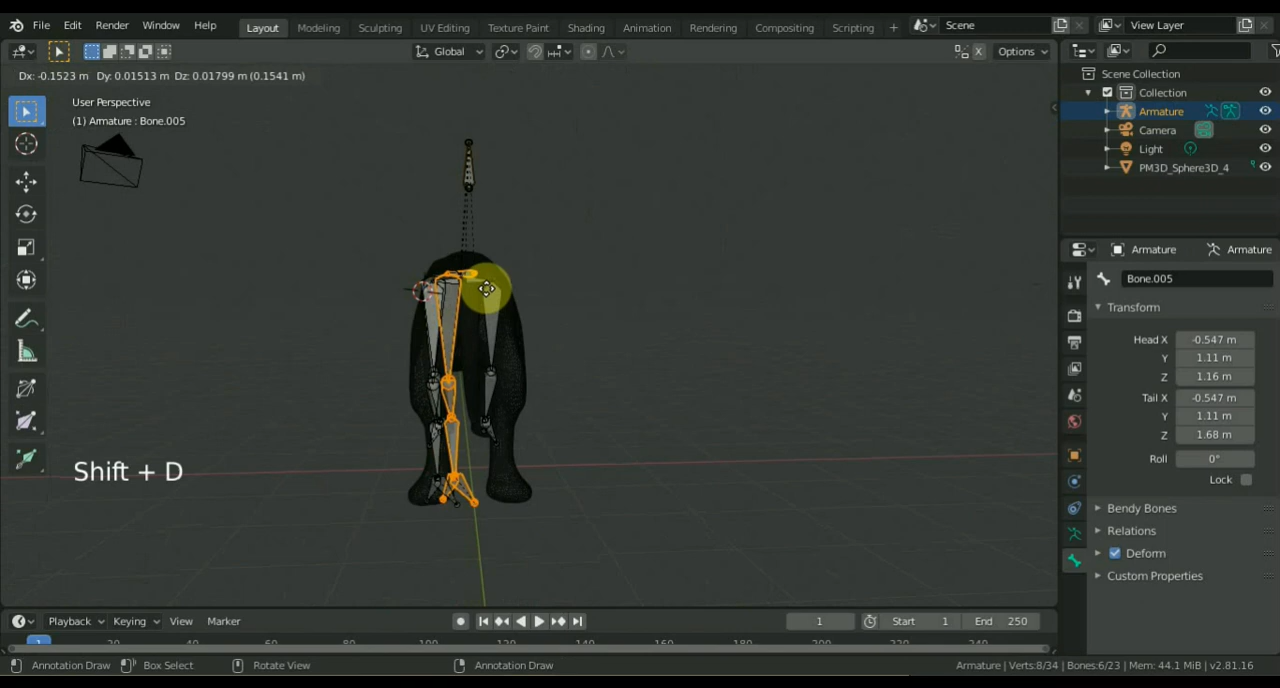 File Edit Render Window Help Layout Modeling Sculpting UV Editing Texture Paint Shading Animation Rendering Compositing Scripting + Scene View Layer
Global Options
Dx: -0.1523 m Dy: 0.01513 m Dz: 0.01799 m (0.1541 m)
User Perspective
(1) Armature : Bone.005
Shift + D
Scene Collection
Collection
Armature
Camera
Light
PM3D_Sphere3D_4
Armature Armature
Bone.005
Transform
Head X -0.547 m
Y 1.11 m
Z 1.16 m
Tail X -0.547 m
Y 1.11 m
Z 1.68 m
Roll 0°
Lock
Bendy Bones
Relations
Deform
Custom Properties
Playback Keying View Marker 1 Start 1 End 250
1
Annotation Draw Box Select Rotate View Annotation Draw Armature | Verts:8/34 | Bones:6/23 | Mem: 44.1 MiB | v2.81.16